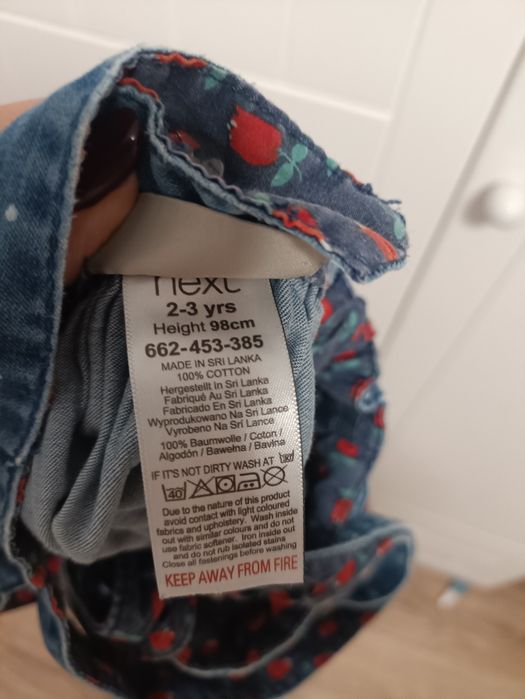 next
2-3 yrs
Height 98cm
662-453-385
MADE IN SRI LANKA
100% COTTON
Hergestellt In Sri Lanka
Fabriqué Au Sri Lanka
Fabricado En Sri Lanka
Wyprodukowano Na Sri Lance
Vyrobeno Na Sri Lance
100% Baumwolle / Coton /
Algodón / Bawełna / Bavlna
IF IT'S NOT DIRTY WASH AT 30
40
Due to the nature of this product
avoid contact with light coloured
fabrics and upholstery. Wash inside
out with similar colours and do not
use fabric softener. Iron inside out
and do not rub isolated stains
Close all fastenings before washing
KEEP AWAY FROM FIRE